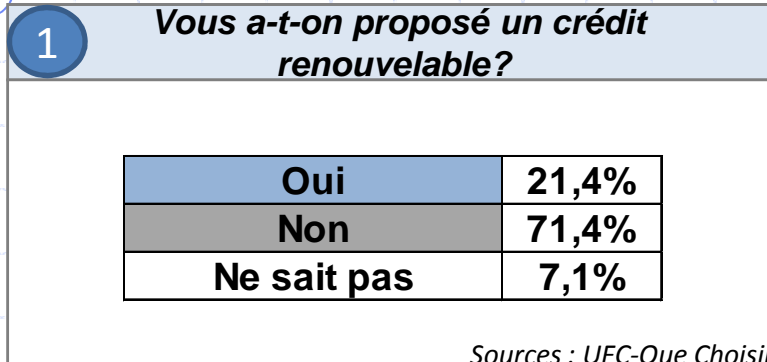 1
Vous a-t-on proposé un crédit
renouvelable?
Oui 21,4%
Non 71,4%
Ne sait pas 7,1%
Sources : UFC-Que Choisir